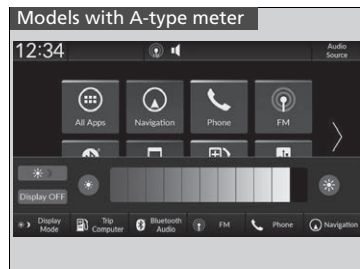 Models with A-type meter
12:34
Audio
Source
All Apps
Navigation
Phone
FM
Display OFF
Display
Mode
Trip
Computer
Bluetooth
Audio
FM
Phone
Navigation